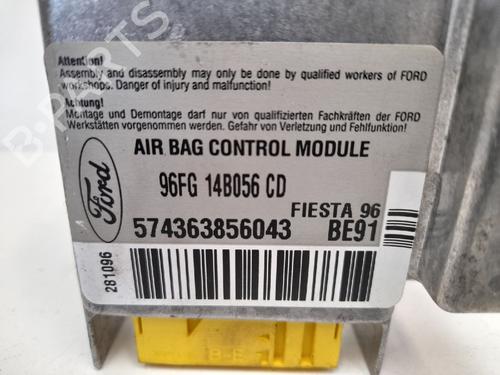 Attention!
Assembly and disassembly may only be done by qualified workers of FORD
workshops. Danger of injury and malfunction!
Achtung!
Montage und Demontage darf nur von qualifizierten Fachkräften der FORD
Werkstätten vorgenommen werden. Gefahr von Verletzung und Fehlfunktion!
Ford
AIR BAG CONTROL MODULE
96FG 14B056 CD
FIESTA 96
574363856043 BE91
281096
B-PARTS